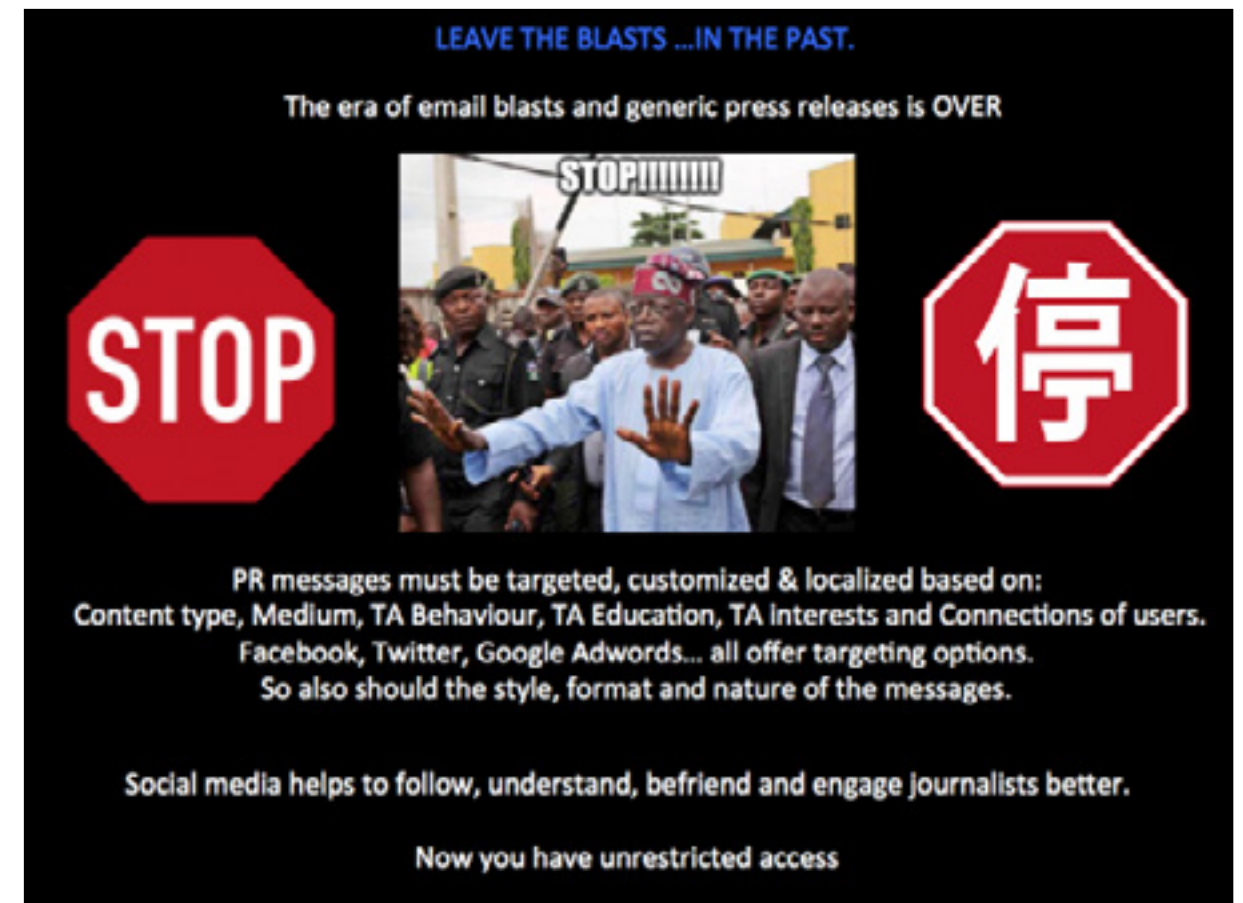 LEAVE THE BLASTS ...IN THE PAST.
The era of email blasts and generic press releases is OVER
STOP!!!!!!!!!
STOP
停
PR messages must be targeted, customized & localized based on:
Content type, Medium, TA Behaviour, TA Education, TA Interests and Connections of users.
Facebook, Twitter, Google Adwords... all offer targeting options.
So also should the style, format and nature of the messages.
Social media helps to follow, understand, befriend and engage journalists better.
Now you have unrestricted access